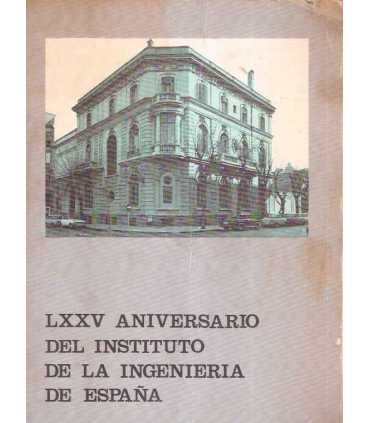 LXXV ANIVERSARIO
DEL INSTITUTO
DE LA INGENIERIA
DE ESPAÑA